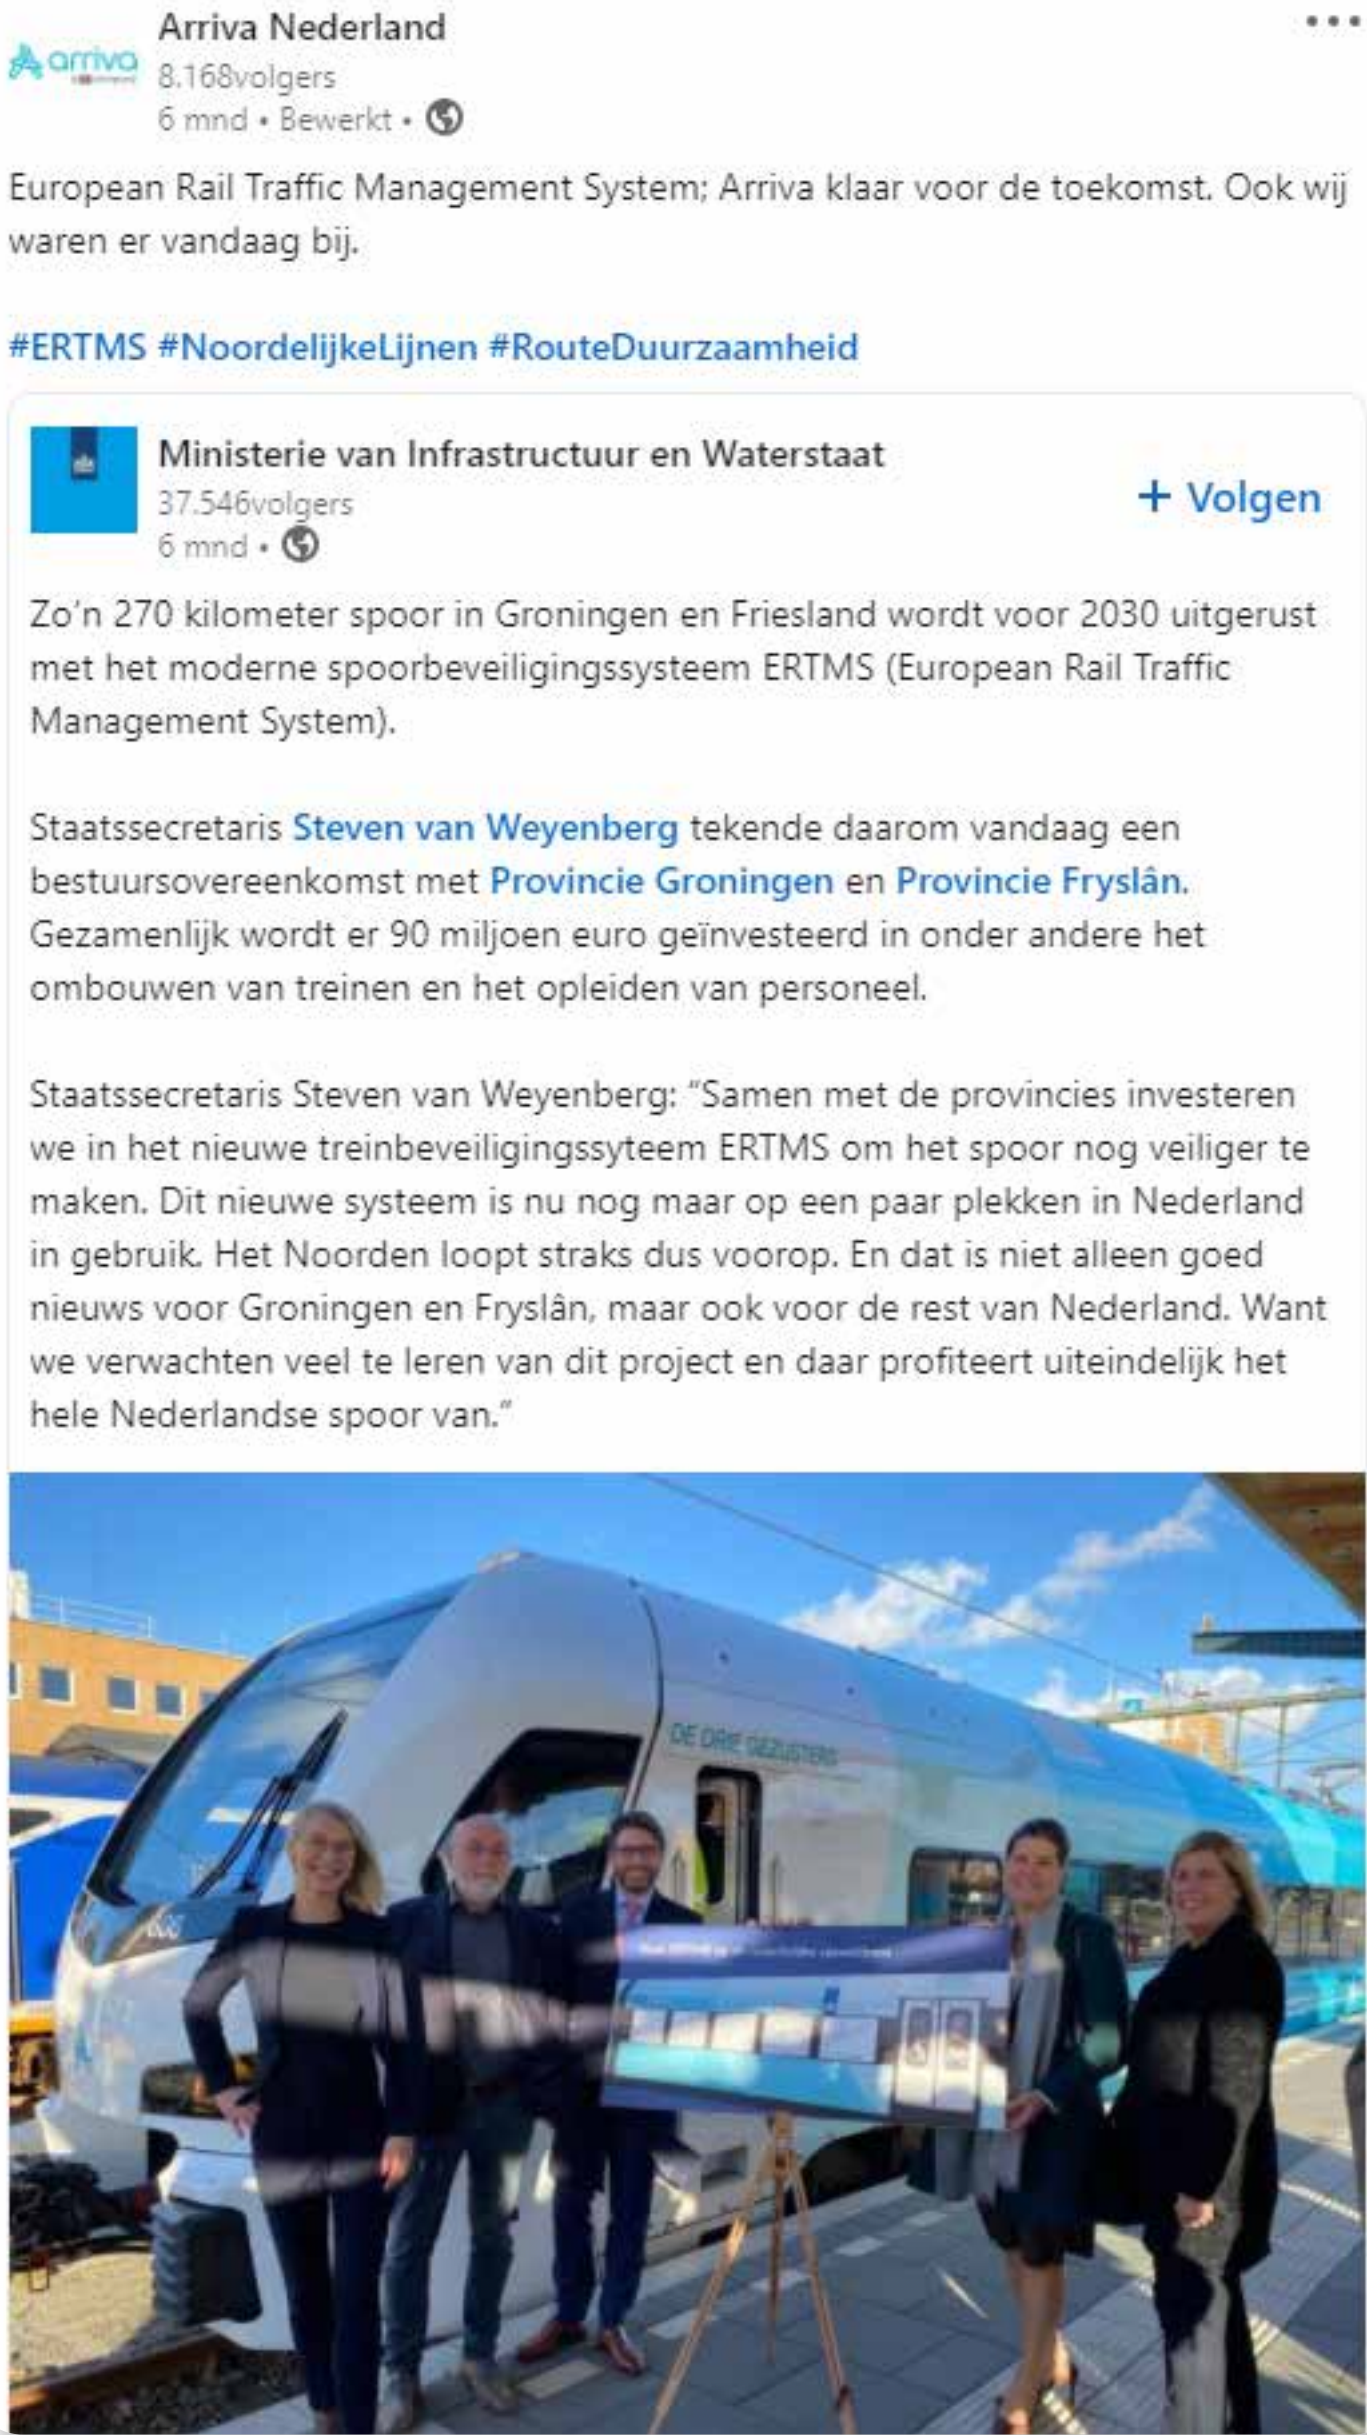 Arriva Nederland
arriva
8.168volgers
6 mnd • Bewerkt •
European Rail Traffic Management System; Arriva klaar voor de toekomst. Ook wij
waren er vandaag bij.
#ERTMS #NoordelijkeLijnen #RouteDuurzaamheid
Ministerie van Infrastructuur en Waterstaat
37.546volgers
6 mnd •
+ Volgen
Zo'n 270 kilometer spoor in Groningen en Friesland wordt voor 2030 uitgerust
met het moderne spoorbeveiligingssysteem ERTMS (European Rail Traffic
Management System).
Staatssecretaris Steven van Weyenberg tekende daarom vandaag een
bestuursovereenkomst met Provincie Groningen en Provincie Fryslân.
Gezamenlijk wordt er 90 miljoen euro geïnvesteerd in onder andere het
ombouwen van treinen en het opleiden van personeel.
Staatssecretaris Steven van Weyenberg: “Samen met de provincies investeren
we in het nieuwe treinbeveiligingssyteem ERTMS om het spoor nog veiliger te
maken. Dit nieuwe systeem is nu nog maar op een paar plekken in Nederland
in gebruik. Het Noorden loopt straks dus voorop. En dat is niet alleen goed
nieuws voor Groningen en Fryslân, maar ook voor de rest van Nederland. Want
we verwachten veel te leren van dit project en daar profiteert uiteindelijk het
hele Nederlandse spoor van.”
DE DRIE GEZUSTERS